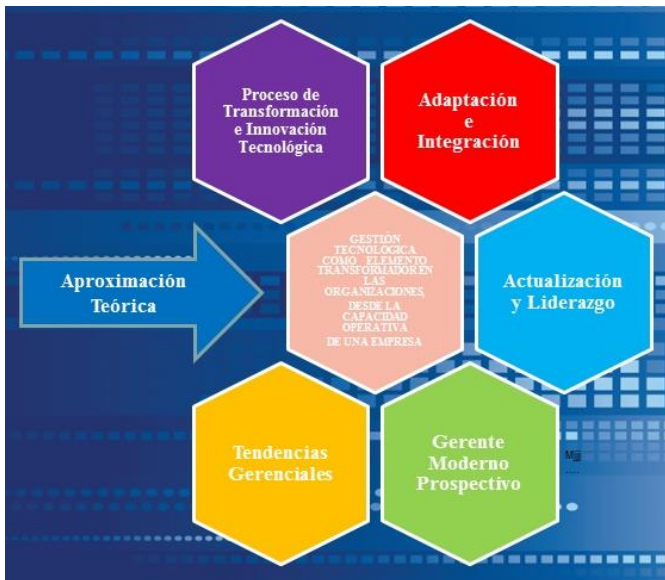 Proceso de
Transformación
e Innovación
Tecnológica
Adaptación
e
Integración
Aproximación
Teórica
GESTIÓN
TECNOLÓGICA
COMO ELEMENTO
TRANSFORMADOR EN
LAS
ORGANIZACIONES,
DESDE LA
CAPACIDAD
OPERATIVA
DE UNA EMPRESA
Actualización
y Liderazgo
Tendencias
Gerenciales
Gerente
Moderno
Prospectivo